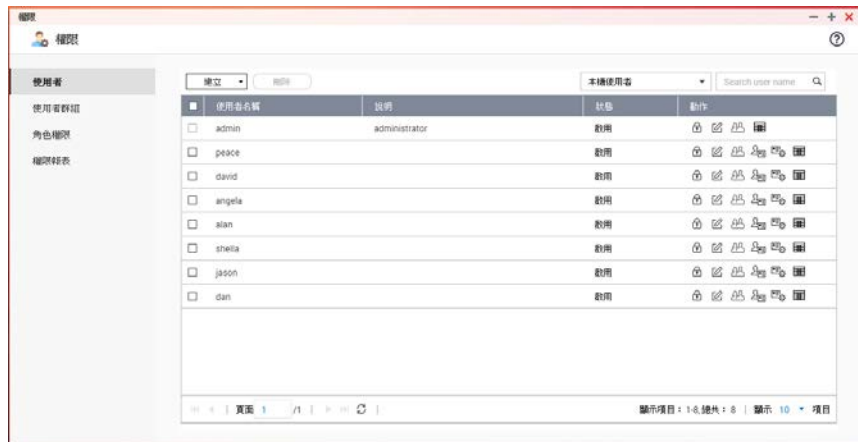 權限
權限
使用者
使用者群組
角色權限
權限報表
建立 刪除 本機使用者 Search user name
使用者名稱 說明 狀態 動作
admin administrator 啟用
peace 啟用
david 啟用
angela 啟用
alan 啟用
sheila 啟用
jason 啟用
dan 啟用
頁面 1 /1 顯示項目：1-8, 總共：8 顯示 10 項目